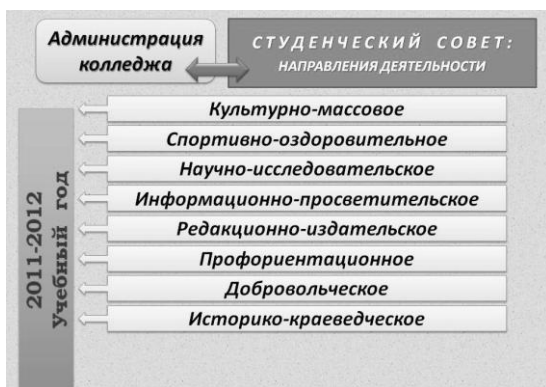 Администрация
колледжа
СТУДЕНЧЕСКИЙ СОВЕТ:
НАПРАВЛЕНИЯ ДЕЯТЕЛЬНОСТИ
Культурно-массовое
Спортивно-оздоровительное
Научно-исследовательское
Информационно-просветительское
Редакционно-издательское
Профориентационное
Добровольческое
Историко-краеведческое
2011-2012
Учебный год